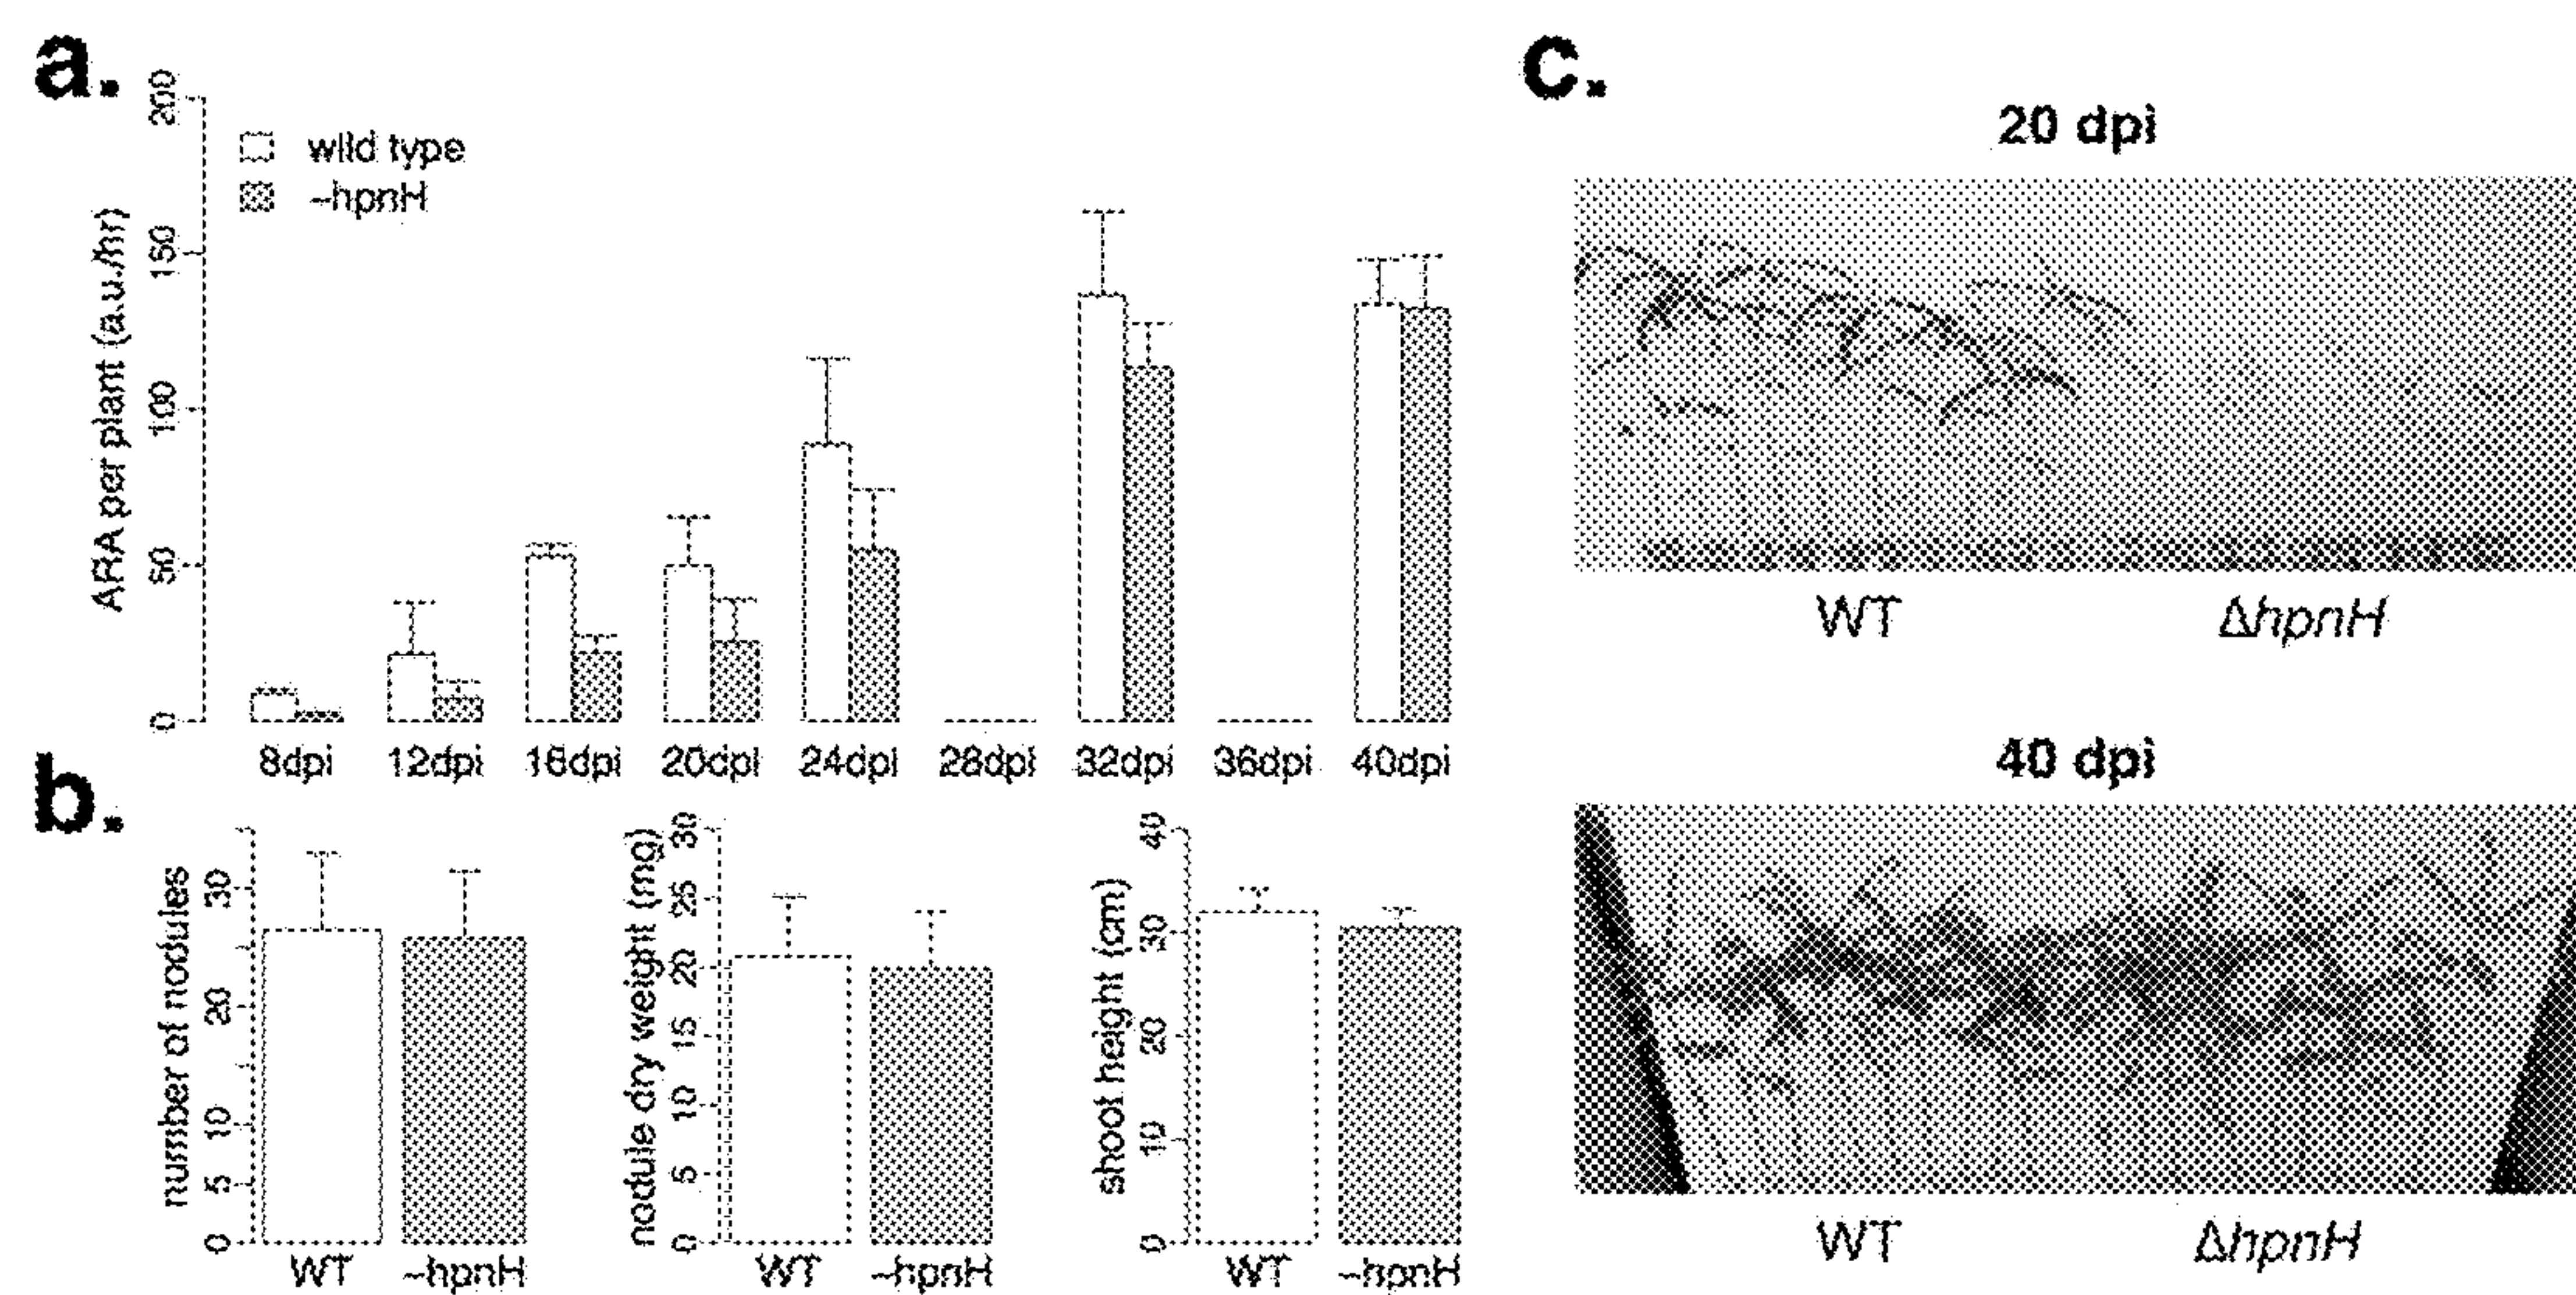 a.
200
150
100
50
0
ARA per plant (a.u./hr)
wild type
~hpnH
8dpi 12dpi 16dpi 20dpi 24dpi 28dpi 32dpi 36dpi 40dpi
b.
number of nodules
30
20
10
5
0
WT ~hpnH
nodule dry weight (mg)
30
25
20
15
10
5
0
WT ~hpnH
shoot height (cm)
40
30
20
10
0
WT ~hpnH
c.
20 dpi
WT ΔhpnH
40 dpi
WT ΔhpnH